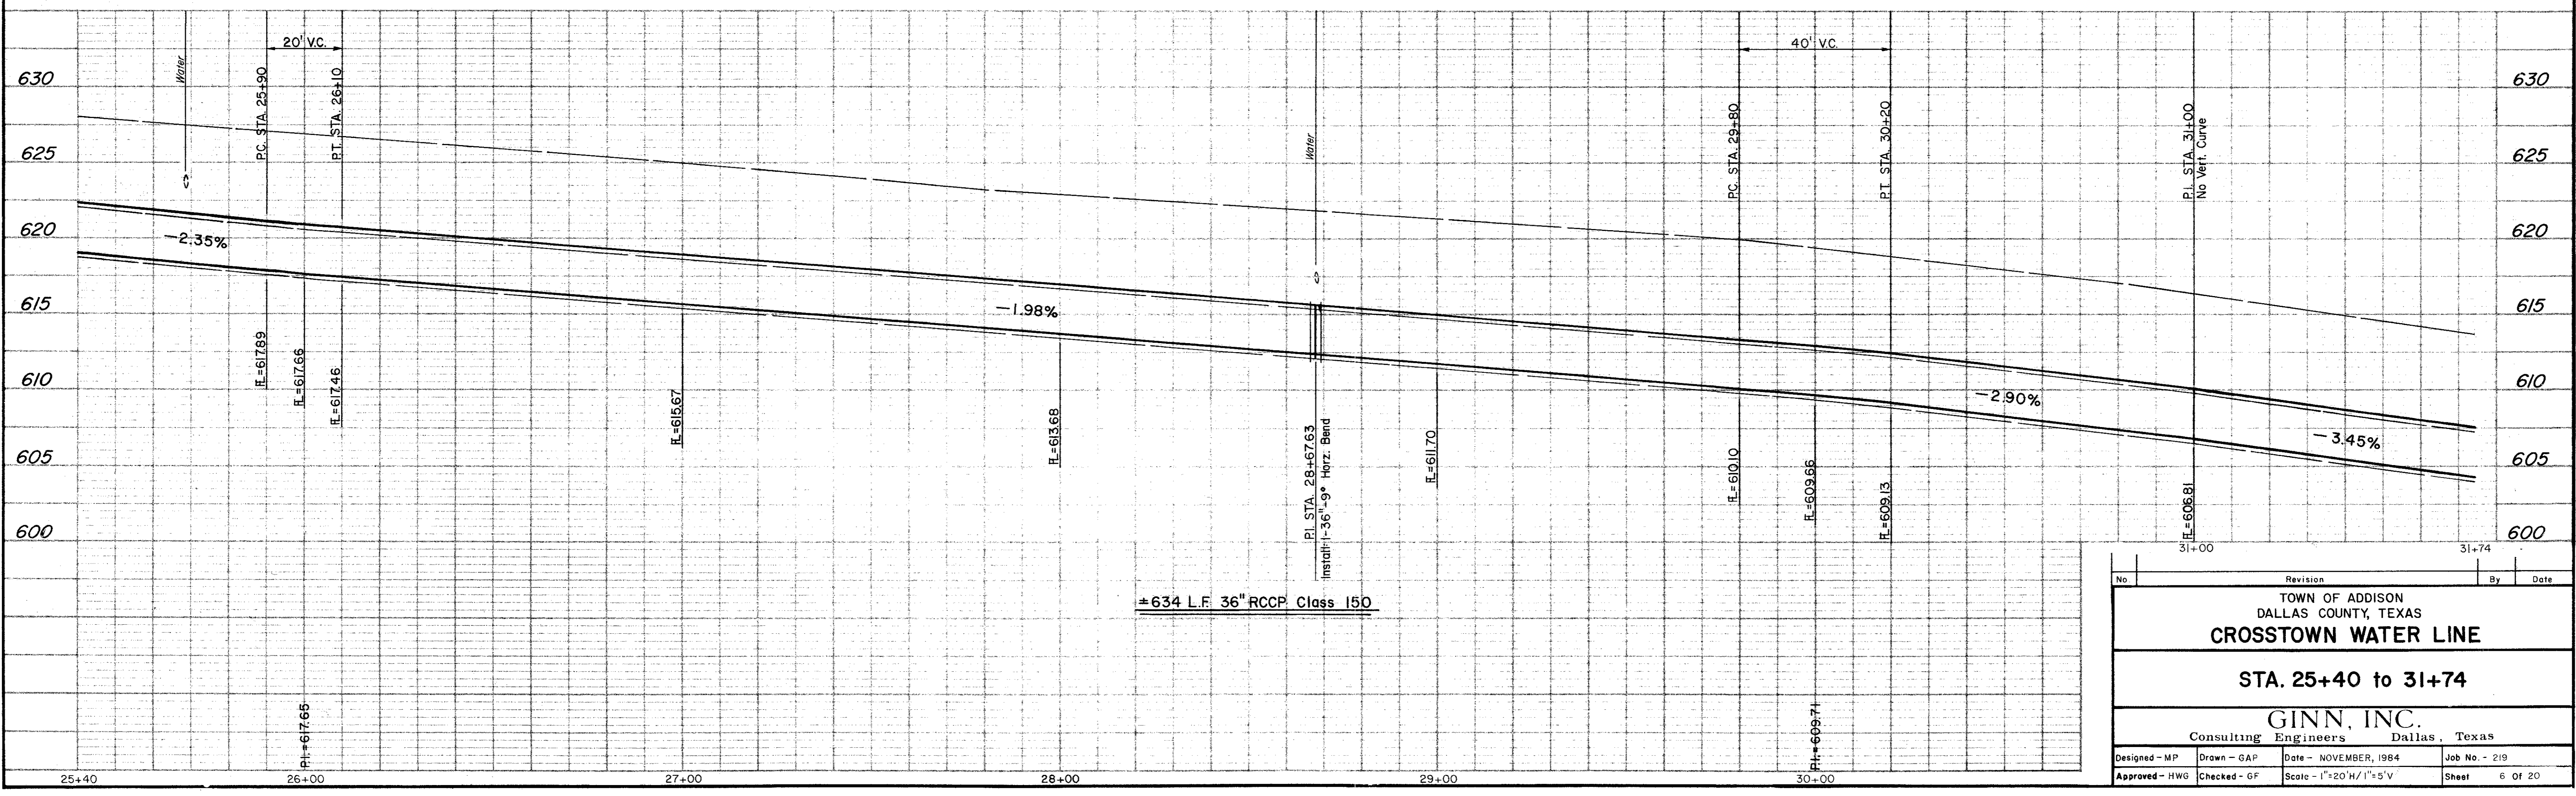 630
625
620
615
610
605
600
Water
20' V.C.
P.C. STA. 25+90
P.T. STA. 26+10
-2.35%
FL=617.89
FL=617.66
FL=617.46
P.I.=617.65
FL=615.67
-1.98%
FL=613.68
Water
P.I. STA. 28+67.63
Install: 1-36"-9° Horz. Bend
±634 L.F. 36" RCCP Class 150
FL=611.70
40' V.C.
P.C. STA. 29+80
P.T. STA. 30+20
FL=610.10
FL=609.66
FL=609.13
P.I.=609.71
-2.90%
P.I. STA. 31+00
No Vert. Curve
FL=606.81
-3.45%
630
625
620
615
610
605
600
25+40
26+00
27+00
28+00
29+00
30+00
31+00
31+74
No Revision By Date
TOWN OF ADDISON
DALLAS COUNTY, TEXAS
CROSSTOWN WATER LINE
STA. 25+40 to 31+74
GINN, INC.
Consulting Engineers Dallas, Texas
Designed - MP Drawn - GAP Date - NOVEMBER, 1984 Job No. - 219
Approved - HWG Checked - GF Scale - 1"=20'H/1"=5'V Sheet 6 Of 20